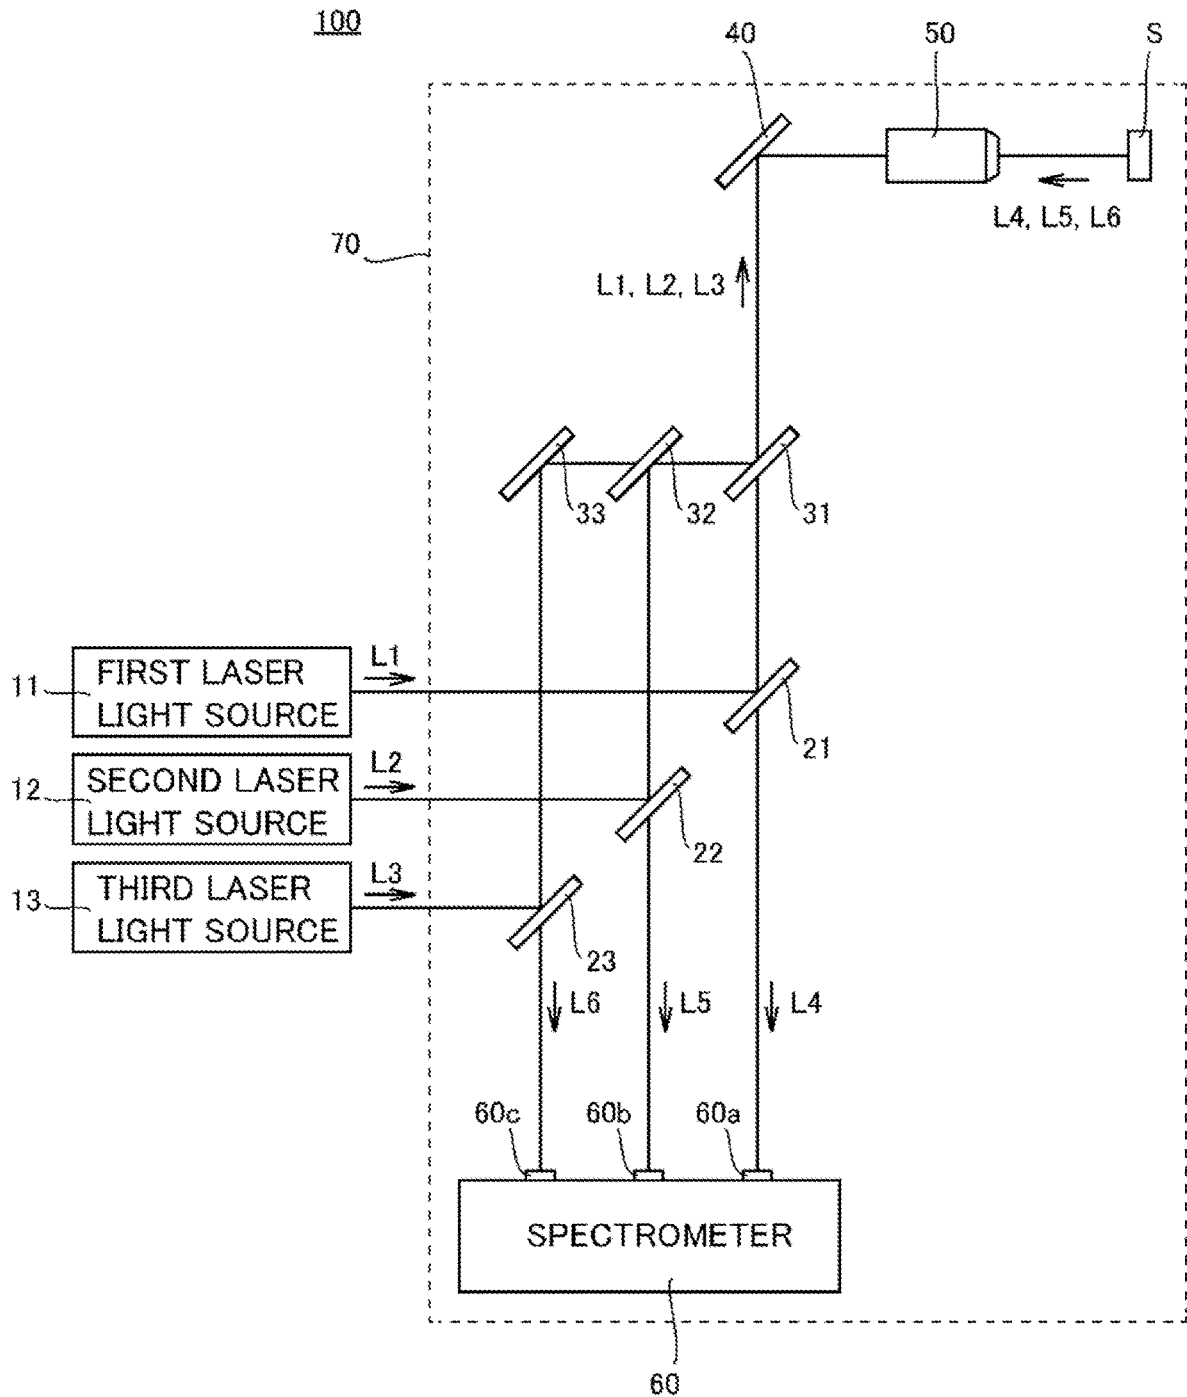 100
40
50
S
L4, L5, L6
70
L1, L2, L3
33
32
31
11
FIRST LASER
LIGHT SOURCE
L1
21
12
SECOND LASER
LIGHT SOURCE
L2
22
13
THIRD LASER
LIGHT SOURCE
L3
23
L6
L5
L4
60c
60b
60a
SPECTROMETER
60